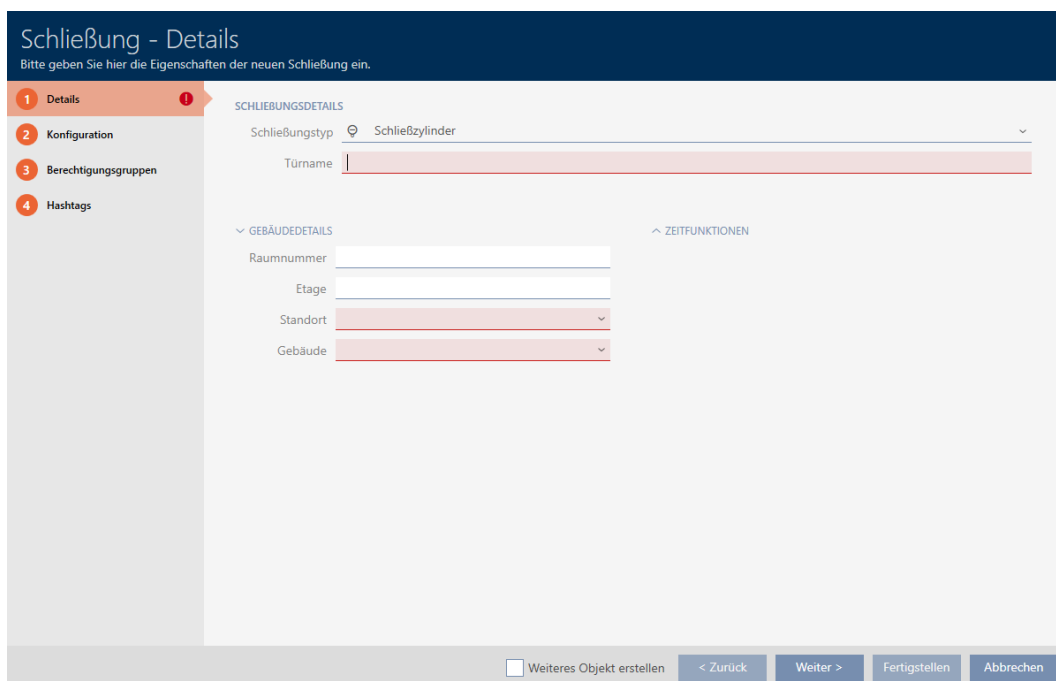 Schließung - Details
Bitte geben Sie hier die Eigenschaften der neuen Schließung ein.
1 Details !
2 Konfiguration
3 Berechtigungsgruppen
4 Hashtags
SCHLIEßUNGSDETAILS
Schließungstyp Schließzylinder
Türname
GEBÄUDEDETAILS
Raumnummer
Etage
Standort
Gebäude
ZEITFUNKTIONEN
Weiteres Objekt erstellen
< Zurück
Weiter >
Fertigstellen
Abbrechen